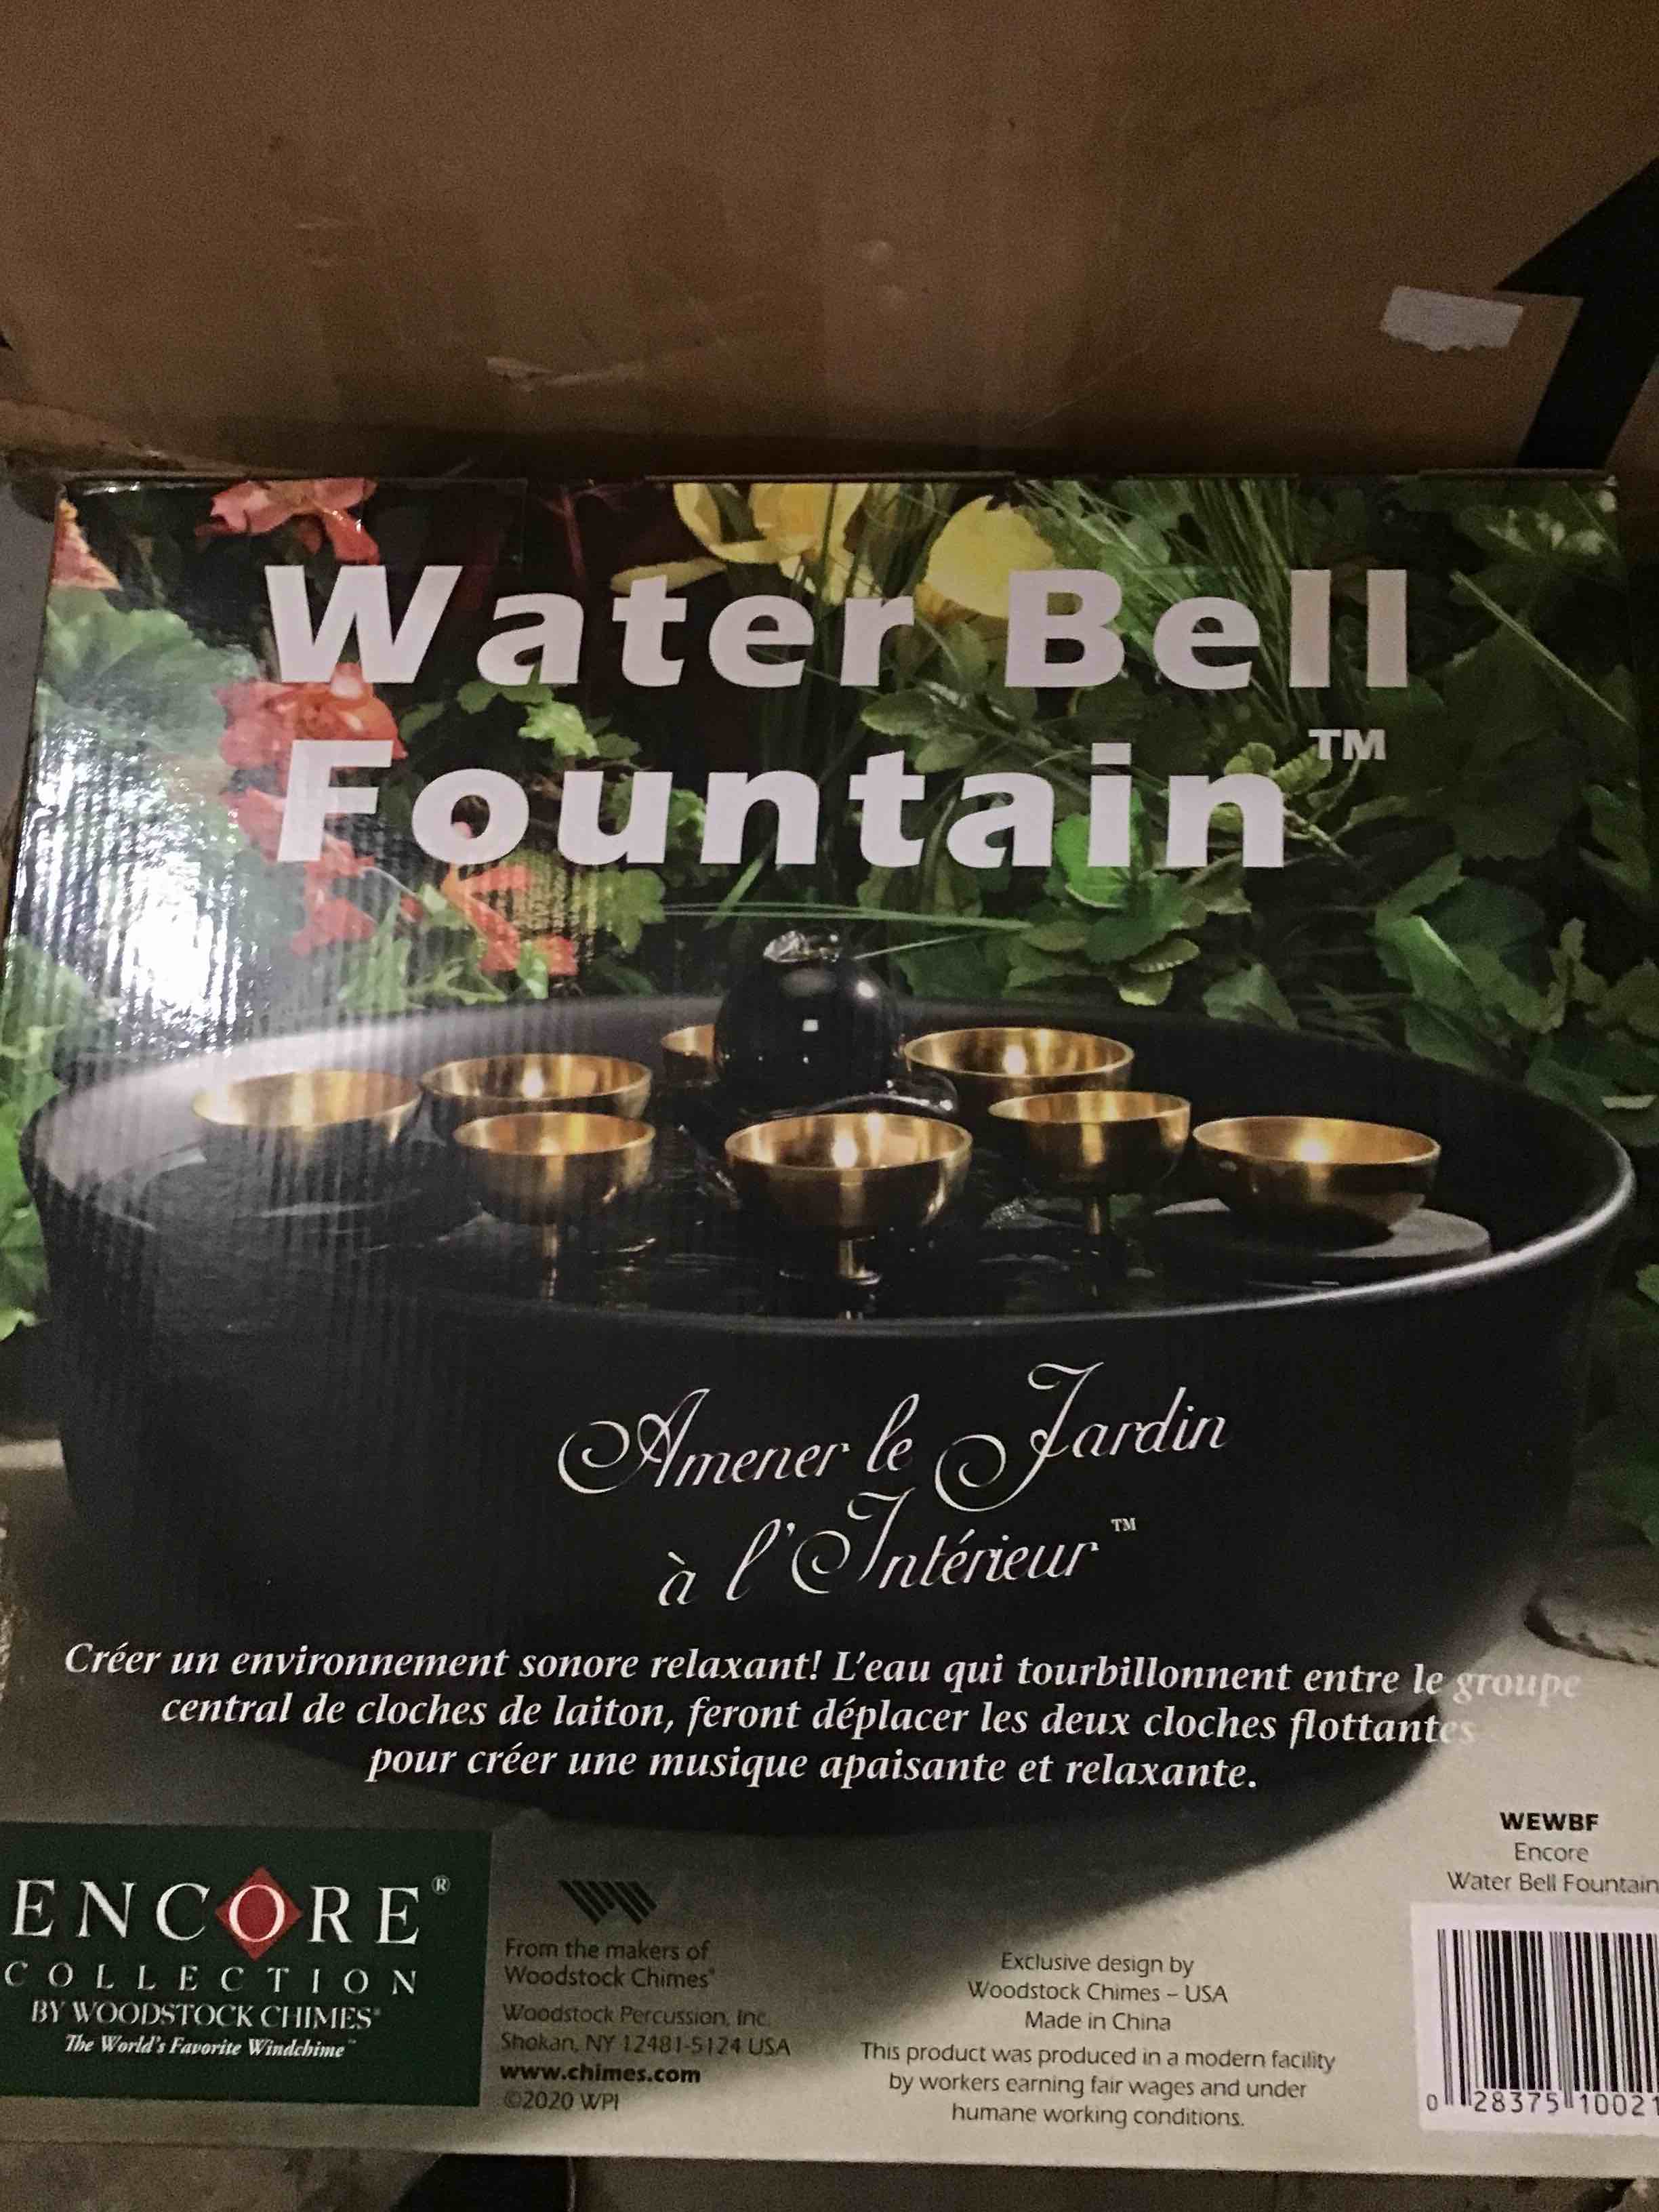 Water Bell
Fountain™
Amener le Jardin
à l'Intérieur™
Créer un environnement sonore relaxant! L'eau qui tourbillonnent entre le groupe
central de cloches de laiton, feront déplacer les deux cloches flottantes
pour créer une musique apaisante et relaxante.
WEWBF
Encore
Water Bell Fountain
ENCORE®
COLLECTION
BY WOODSTOCK CHIMES®
The World's Favorite Windchime™
From the makers of
Woodstock Chimes®
Woodstock Percussion, Inc.
Shokan, NY 12481-5124 USA
www.chimes.com
©2020 WPI
Exclusive design by
Woodstock Chimes – USA
Made in China
This product was produced in a modern facility
by workers earning fair wages and under
humane working conditions.
0 28375 10021